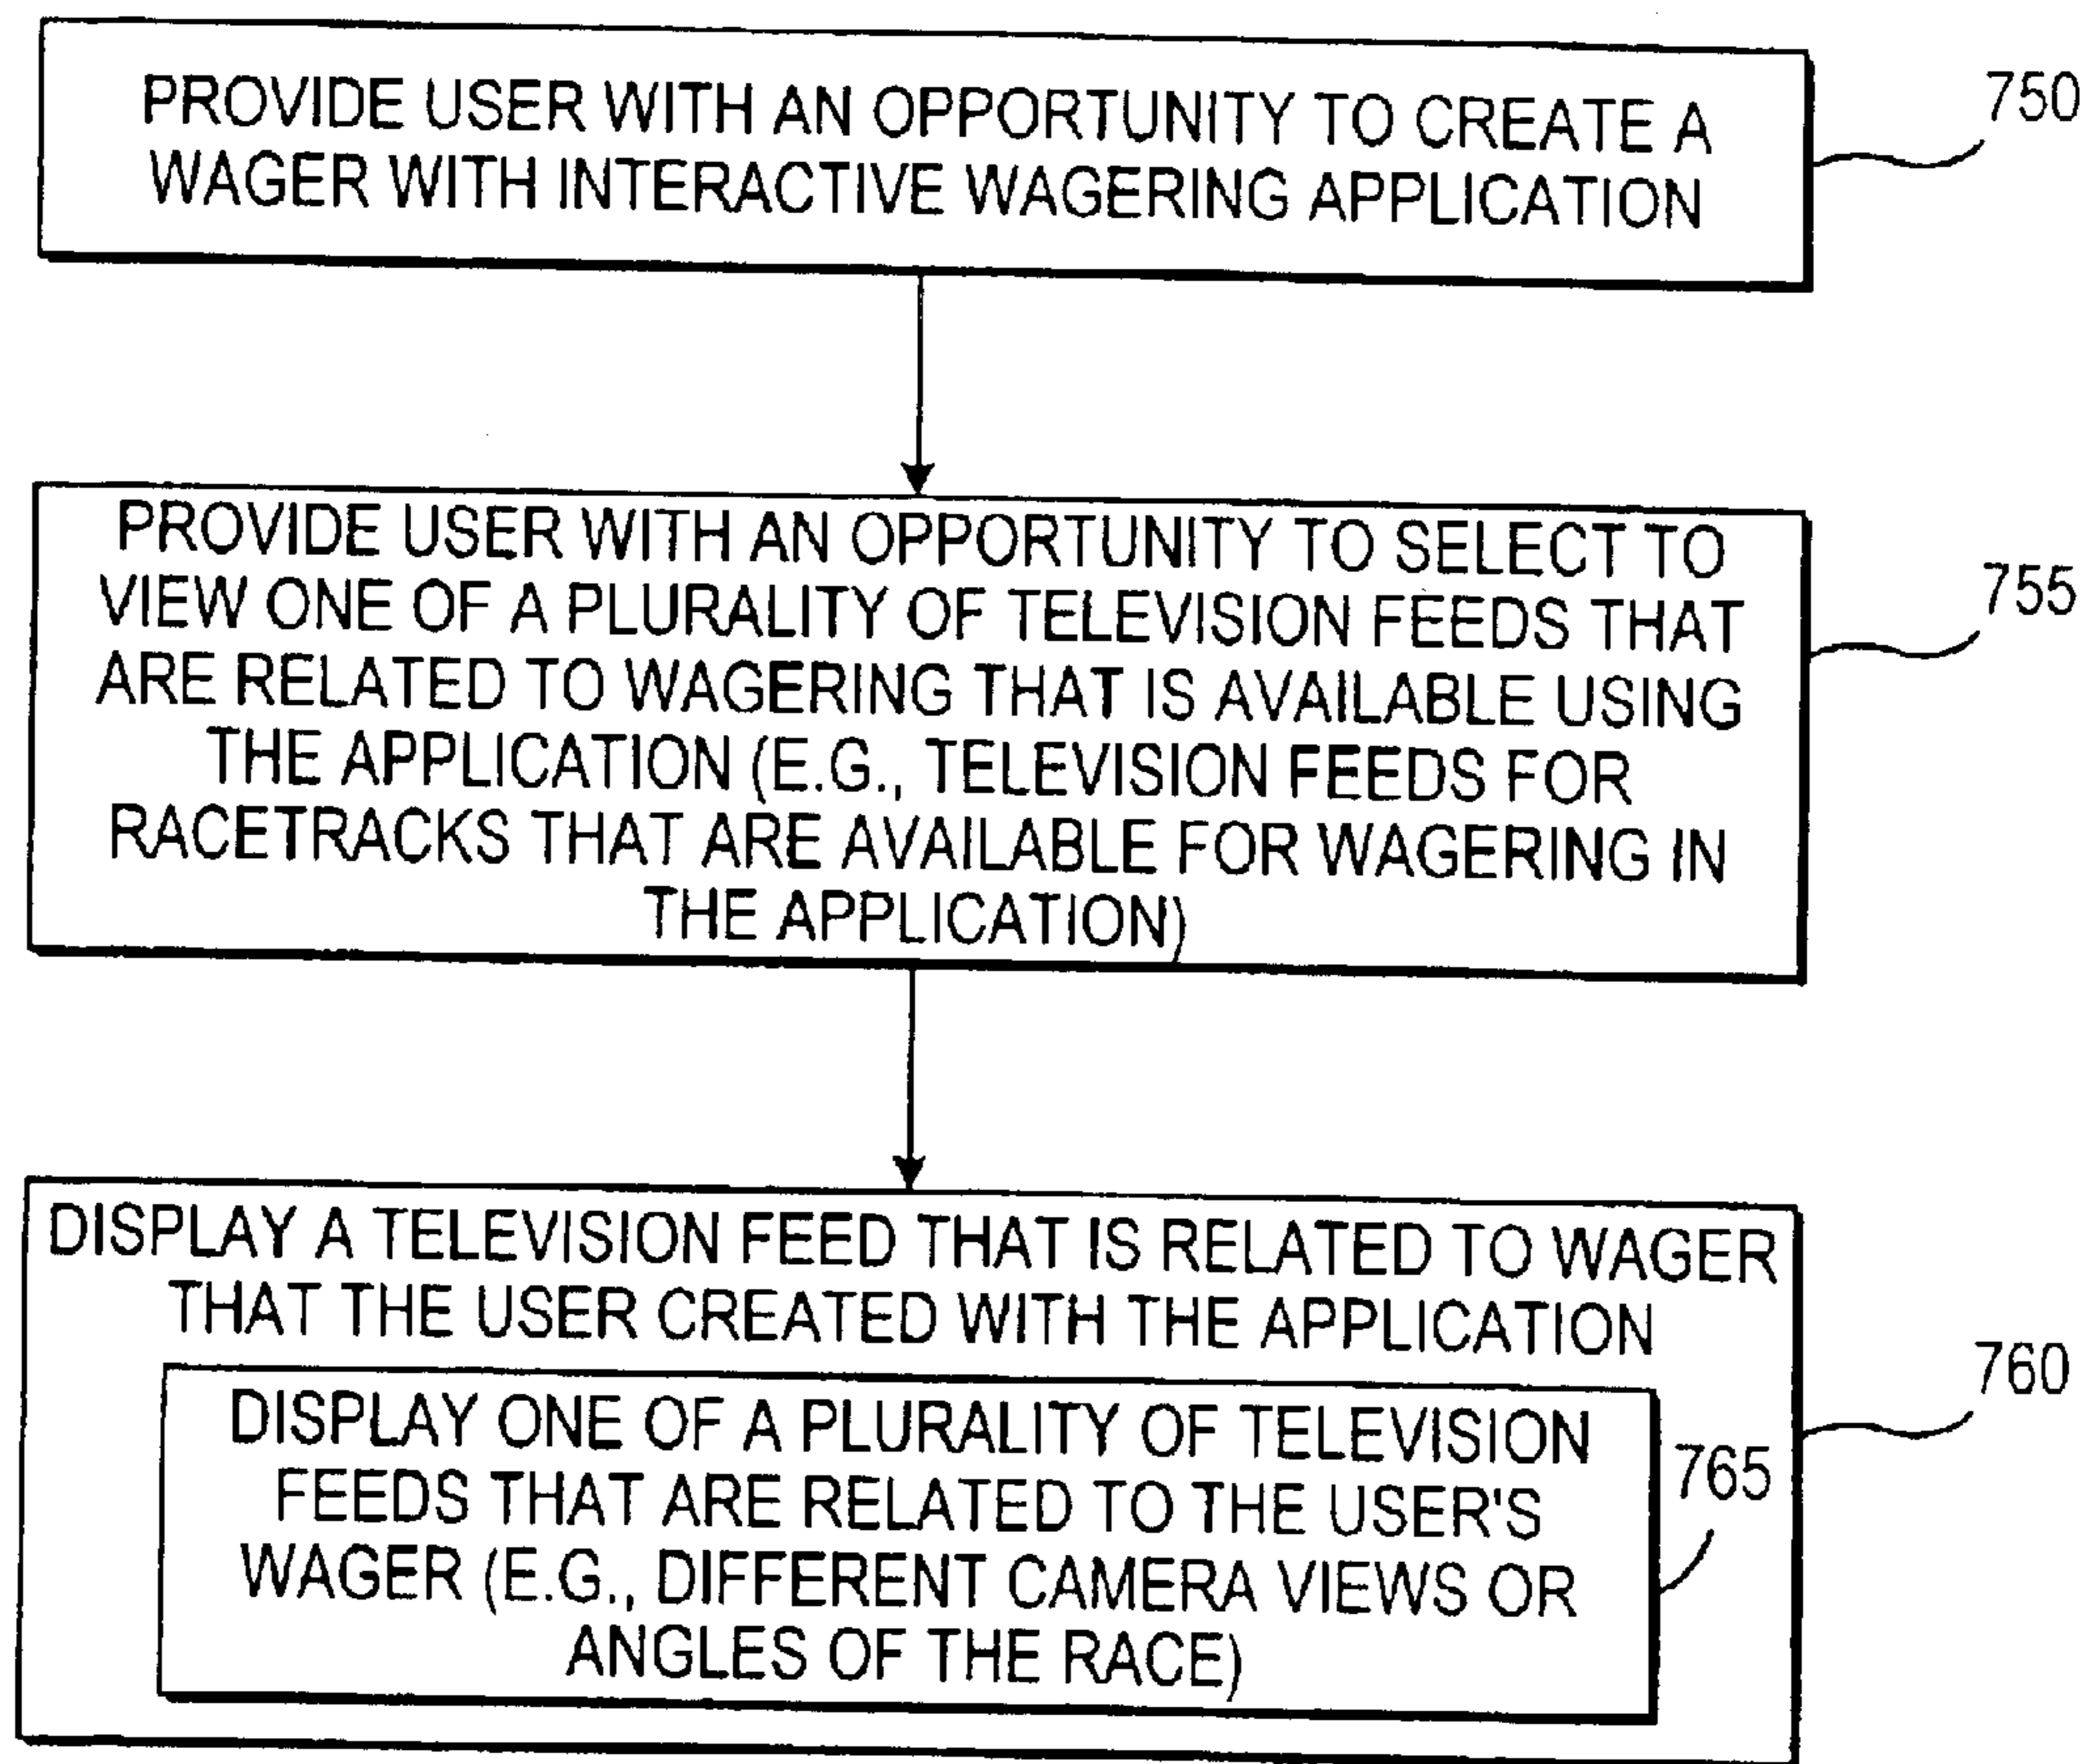 PROVIDE USER WITH AN OPPORTUNITY TO CREATE A
WAGER WITH INTERACTIVE WAGERING APPLICATION
750
PROVIDE USER WITH AN OPPORTUNITY TO SELECT TO
VIEW ONE OF A PLURALITY OF TELEVISION FEEDS THAT
ARE RELATED TO WAGERING THAT IS AVAILABLE USING
THE APPLICATION (E.G., TELEVISION FEEDS FOR
RACETRACKS THAT ARE AVAILABLE FOR WAGERING IN
THE APPLICATION)
755
DISPLAY A TELEVISION FEED THAT IS RELATED TO WAGER
THAT THE USER CREATED WITH THE APPLICATION
760
DISPLAY ONE OF A PLURALITY OF TELEVISION
FEEDS THAT ARE RELATED TO THE USER'S
WAGER (E.G., DIFFERENT CAMERA VIEWS OR
ANGLES OF THE RACE)
765